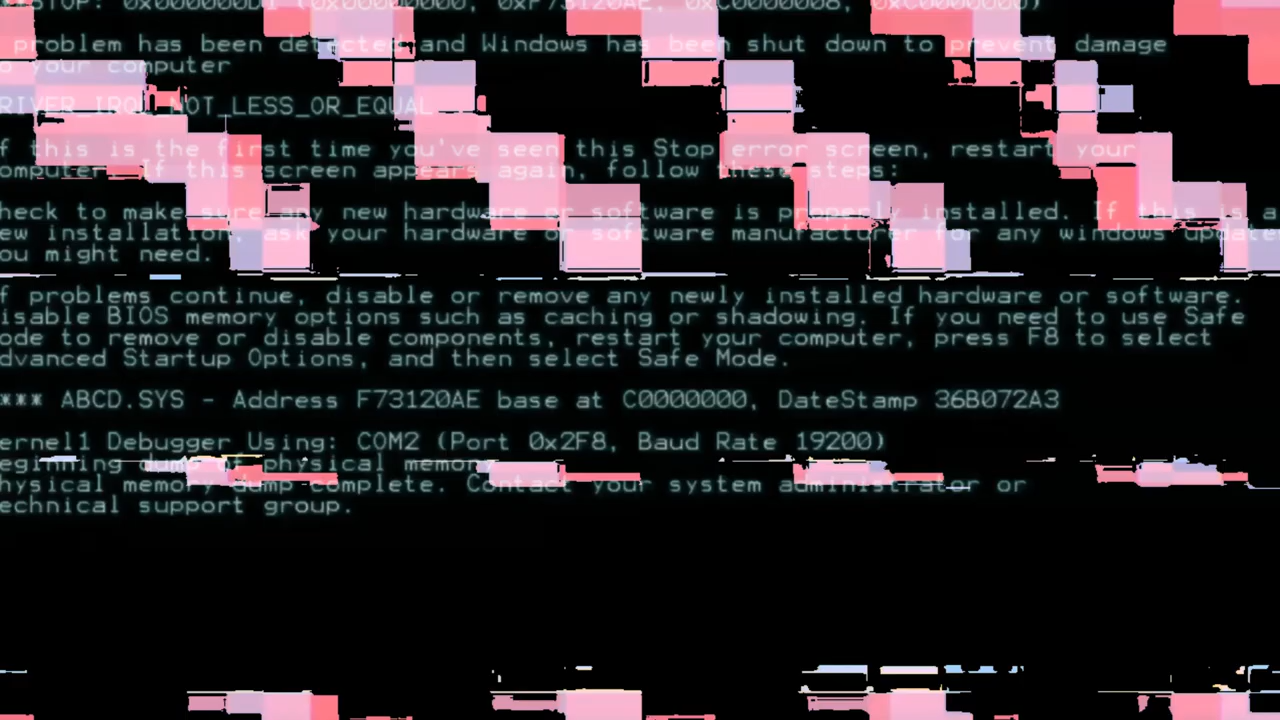 STOP: 0x000000D1 (0x00000000, 0xF73120AE, 0xC0000008, 0xC0000000)
problem has been detected and Windows has been shut down to prevent damage
o your computer
RIVER_IRQL_NOT_LESS_OR_EQUAL
f this is the first time you've seen this Stop error screen, restart your
omputer. If this screen appears again, follow these steps:
heck to make sure any new hardware or software is properly installed. If this is a
ew installation, ask your hardware or software manufacturer for any windows update
ou might need.
f problems continue, disable or remove any newly installed hardware or software.
isable BIOS memory options such as caching or shadowing. If you need to use Safe
ode to remove or disable components, restart your computer, press F8 to select
dvanced Startup Options, and then select Safe Mode.
*** ABCD.SYS - Address F73120AE base at C0000000, DateStamp 36B072A3
ernel1 Debugger Using: COM2 (Port 0x2F8, Baud Rate 19200)
eginning dump of physical memory
hysical memory dump complete. Contact your system administrator or
echnical support group.